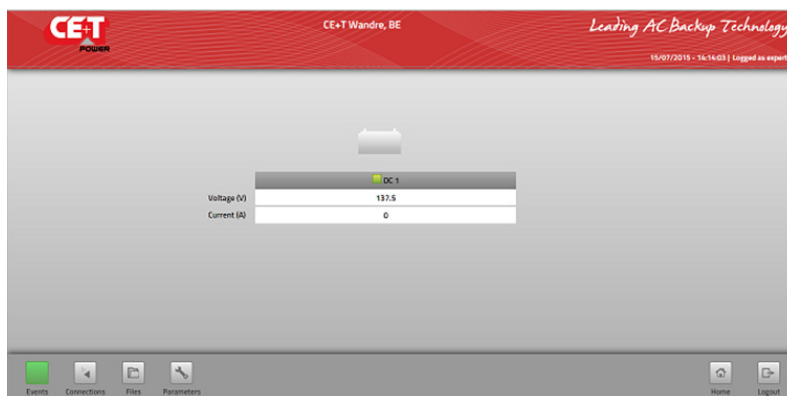 CE+T
POWER
CE+T Wandre, BE
Leading AC Backup Technology
15/07/2015 - 14:14:03 | Logged as expert
DC 1
Voltage (V) 137.5
Current (A) 0
Events Connections Files Parameters Home Logout